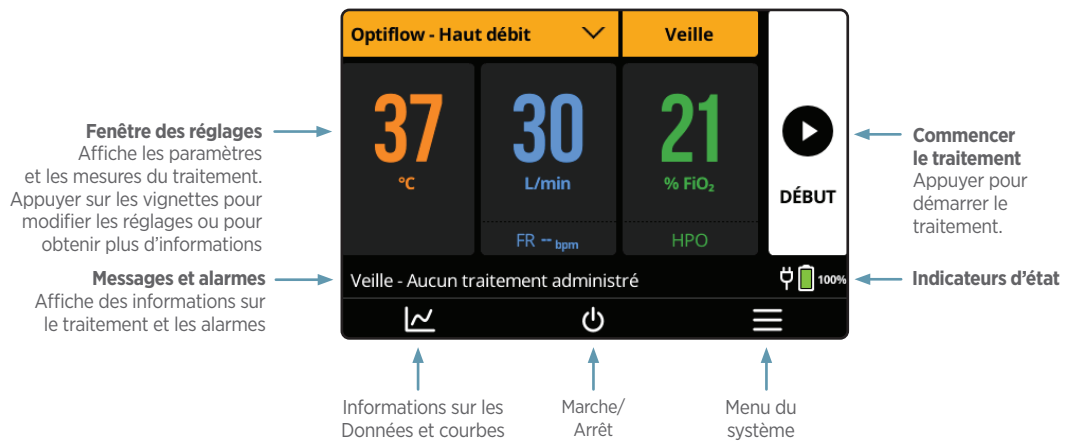 Optiflow - Haut débit
Veille
37
°C
30
L/min
FR -- bpm
21
% FiO₂
HPO
DÉBUT
Veille - Aucun traitement administré
100%
Fenêtre des réglages
Affiche les paramètres
et les mesures du traitement.
Appuyer sur les vignettes pour
modifier les réglages ou pour
obtenir plus d'informations
Messages et alarmes
Affiche des informations sur
le traitement et les alarmes
Commencer
le traitement
Appuyer pour
démarrer le
traitement.
Indicateurs d'état
Informations sur les
Données et courbes
Marche/
Arrêt
Menu du
système